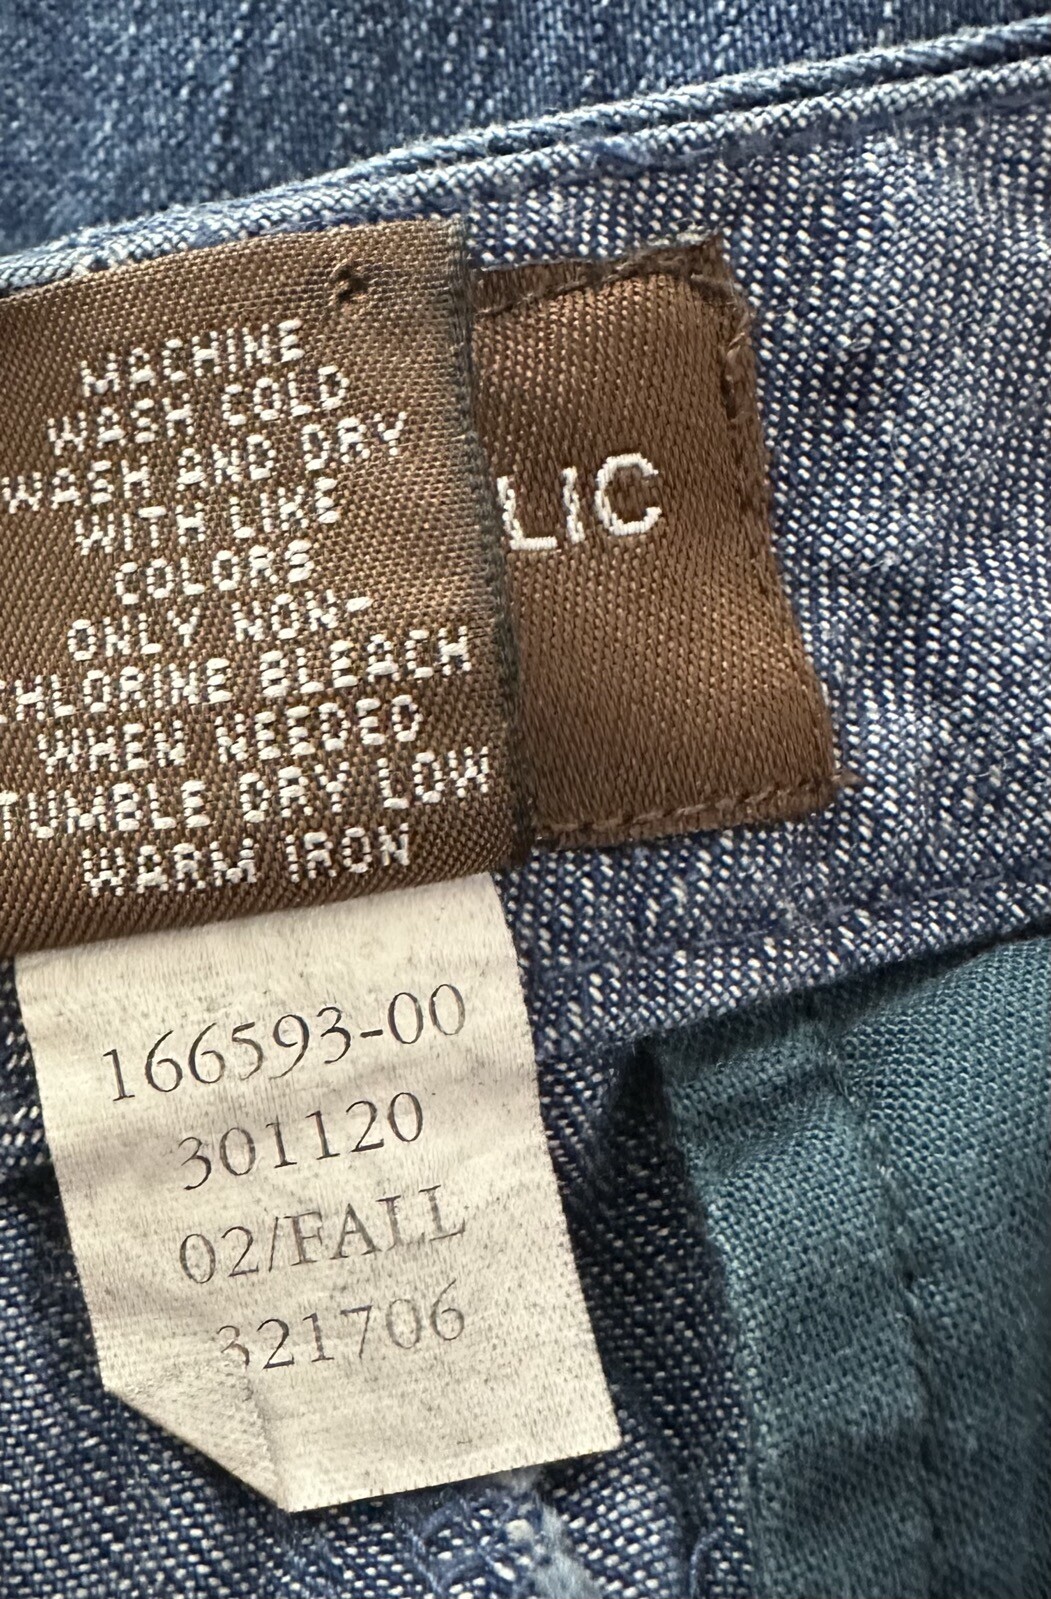 MACHINE
WASH COLD
WASH AND DRY
WITH LIKE
COLORS
ONLY NON-
CHLORINE BLEACH
WHEN NEEDED
TUMBLE DRY LOW
WARM IRON
LIC
166593-00
301120
02/FALL
321706